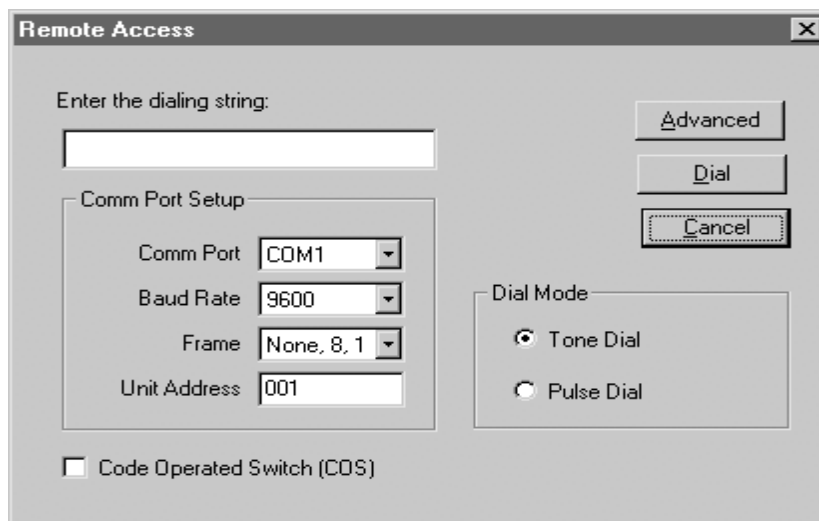 Remote Access
Enter the dialing string:
Advanced
Dial
Cancel
Comm Port Setup
Comm Port COM1
Baud Rate 9600
Frame None, 8, 1
Unit Address 001
Dial Mode
Tone Dial
Pulse Dial
Code Operated Switch (COS)